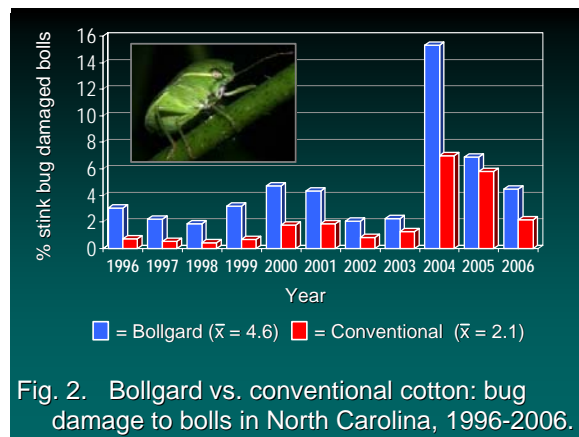 % stink bug damaged bolls
16
14
12
10
8
6
4
2
0
1996 1997 1998 1999 2000 2001 2002 2003 2004 2005 2006
Year
= Bollgard (x̅ = 4.6) = Conventional (x̅ = 2.1)
Fig. 2. Bollgard vs. conventional cotton: bug
damage to bolls in North Carolina, 1996-2006.